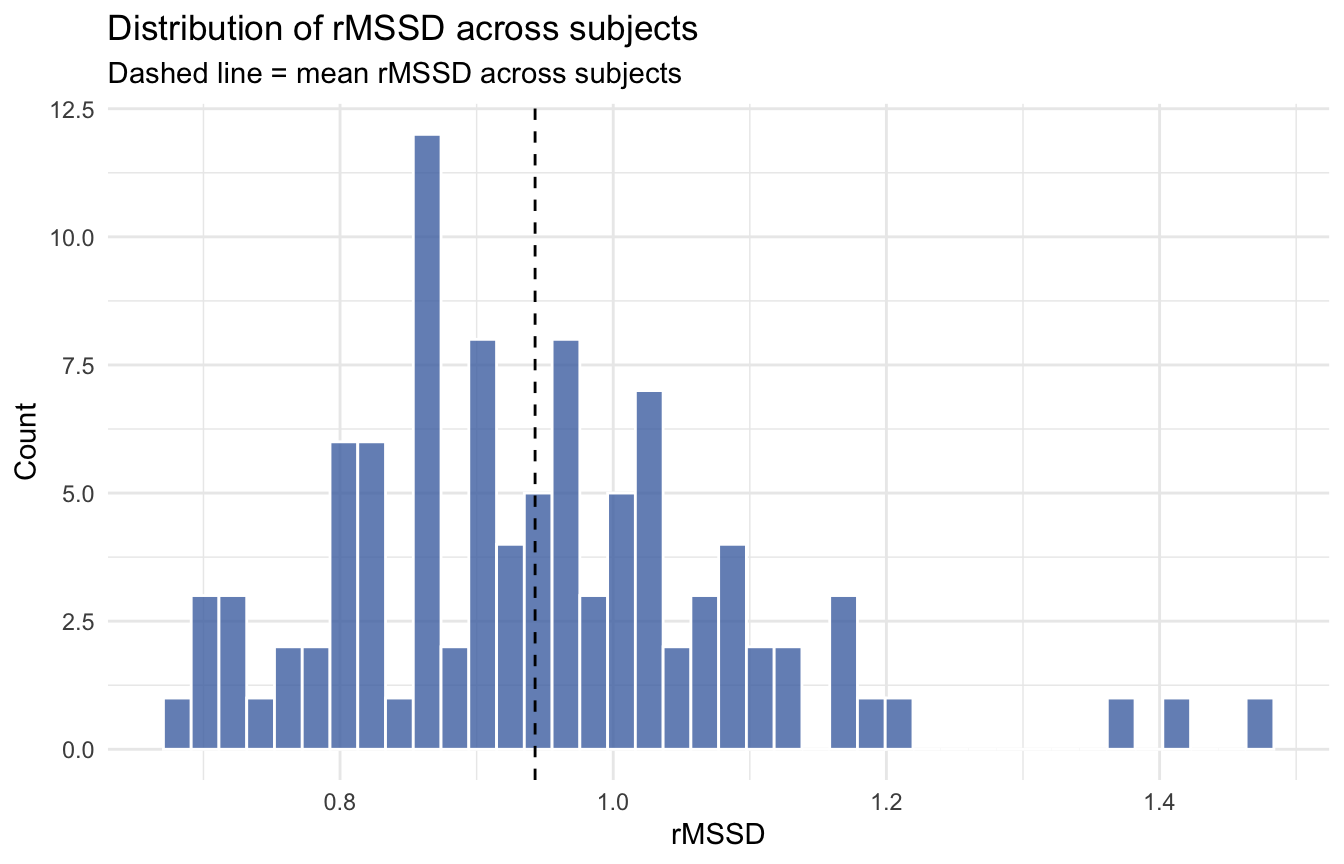 Distribution of rMSSD across subjects
Dashed line = mean rMSSD across subjects
12.5
10.0
7.5
5.0
2.5
0.0
Count
0.8
1.0
1.2
1.4
rMSSD